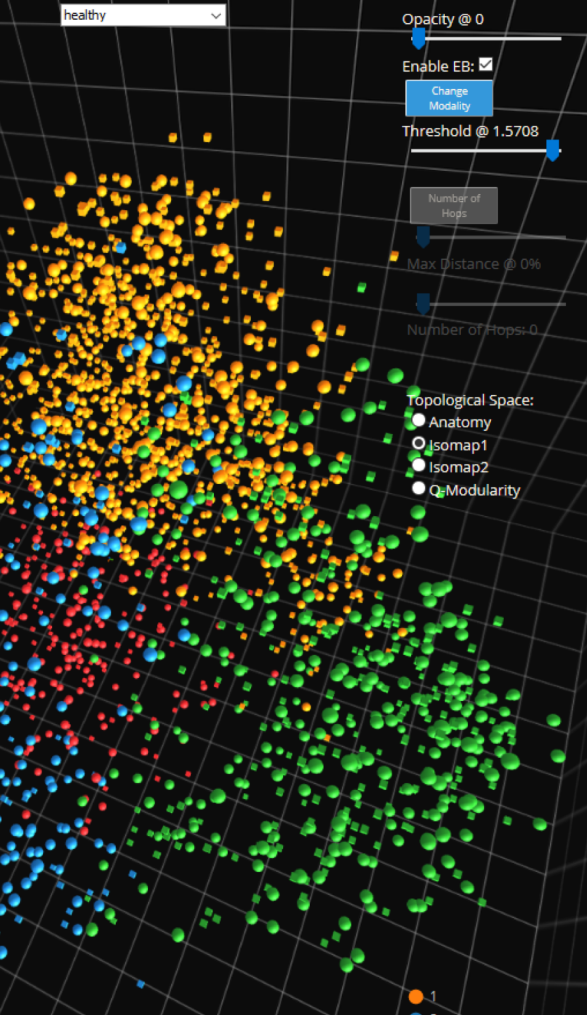 healthy
Opacity @ 0
Enable EB:
Change
Modality
Threshold @ 1.5708
Number of
Hops
Max Distance @ 0%
Number of Hops: 0
Topological Space:
Anatomy
Isomap1
Isomap2
Q-Modularity
1